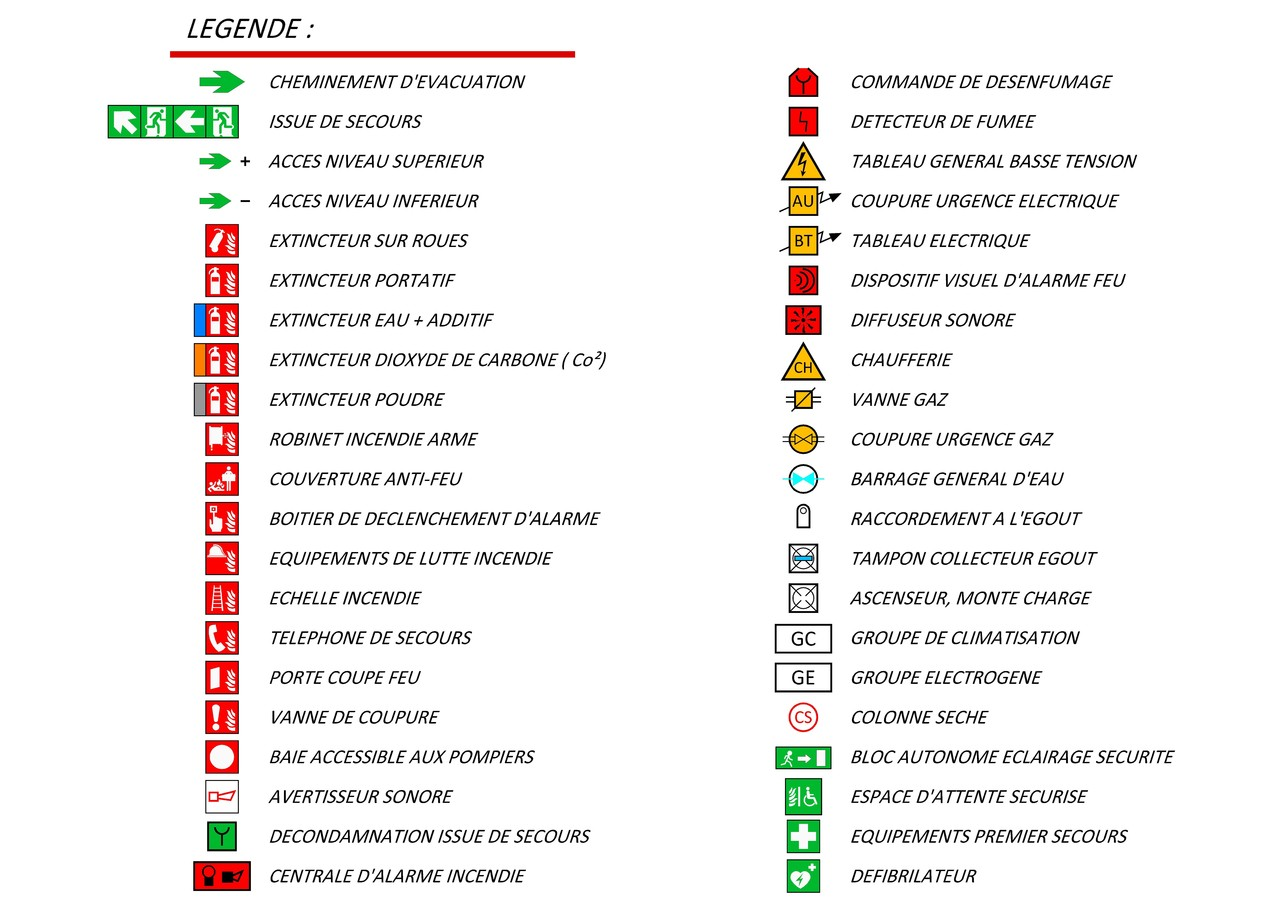 LEGENDE :
CHEMINEMENT D'EVACUATION
ISSUE DE SECOURS
+ ACCES NIVEAU SUPERIEUR
– ACCES NIVEAU INFERIEUR
EXTINCTEUR SUR ROUES
EXTINCTEUR PORTATIF
EXTINCTEUR EAU + ADDITIF
EXTINCTEUR DIOXYDE DE CARBONE ( Co²)
EXTINCTEUR POUDRE
ROBINET INCENDIE ARME
COUVERTURE ANTI-FEU
BOITIER DE DECLENCHEMENT D'ALARME
EQUIPEMENTS DE LUTTE INCENDIE
ECHELLE INCENDIE
TELEPHONE DE SECOURS
PORTE COUPE FEU
VANNE DE COUPURE
BAIE ACCESSIBLE AUX POMPIERS
AVERTISSEUR SONORE
DECONDAMNATION ISSUE DE SECOURS
CENTRALE D'ALARME INCENDIE
COMMANDE DE DESENFUMAGE
DETECTEUR DE FUMEE
TABLEAU GENERAL BASSE TENSION
AU COUPURE URGENCE ELECTRIQUE
BT TABLEAU ELECTRIQUE
DISPOSITIF VISUEL D'ALARME FEU
DIFFUSEUR SONORE
CH CHAUFFERIE
VANNE GAZ
COUPURE URGENCE GAZ
BARRAGE GENERAL D'EAU
RACCORDEMENT A L'EGOUT
TAMPON COLLECTEUR EGOUT
ASCENSEUR, MONTE CHARGE
GC GROUPE DE CLIMATISATION
GE GROUPE ELECTROGENE
CS COLONNE SECHE
BLOC AUTONOME ECLAIRAGE SECURITE
ESPACE D'ATTENTE SECURISE
EQUIPEMENTS PREMIER SECOURS
DEFIBRILATEUR